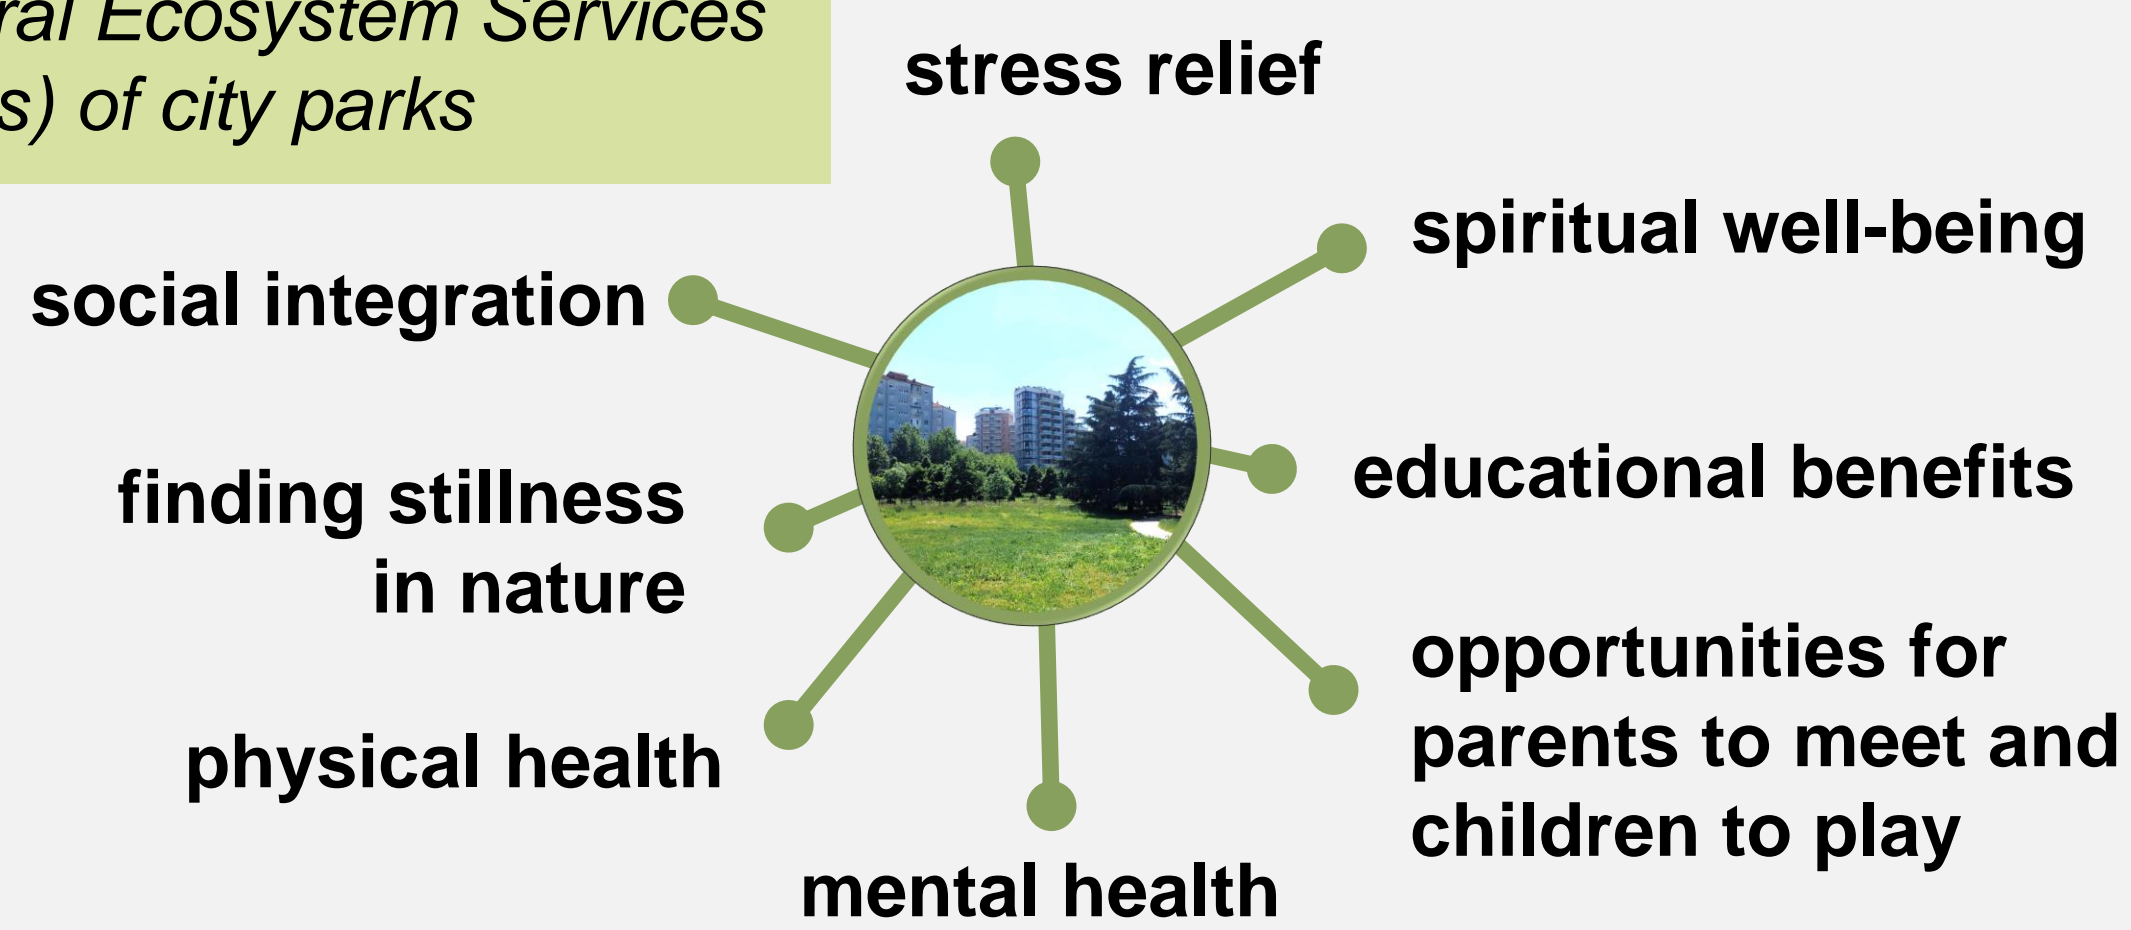 Ecosystem Services
of city parks
stress relief
spiritual well-being
social integration
educational benefits
finding stillness
in nature
opportunities for
parents to meet and
children to play
physical health
mental health